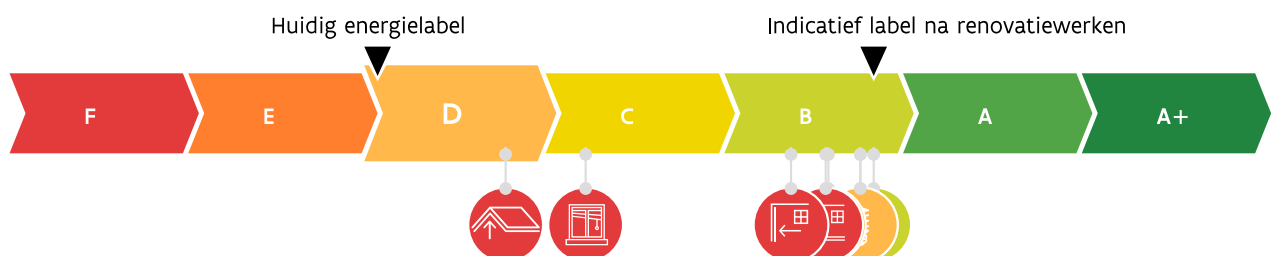 Huidig energielabel
Indicatief label na renovatiewerken
F E D C B A A+